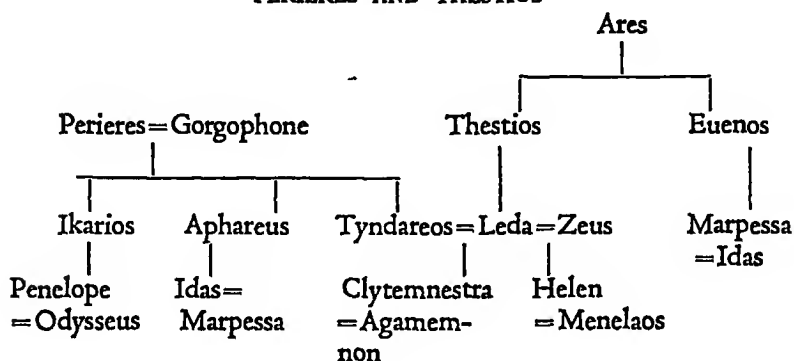 Ares
Perieres=Gorgophone Thestios Euenos
Ikarios Aphareus Tyndareos=Leda=Zeus Marpessa
=Idas
Penelope Idas= Clytemnestra Helen
=Odysseus Marpessa =Agamem- =Menelaos
non